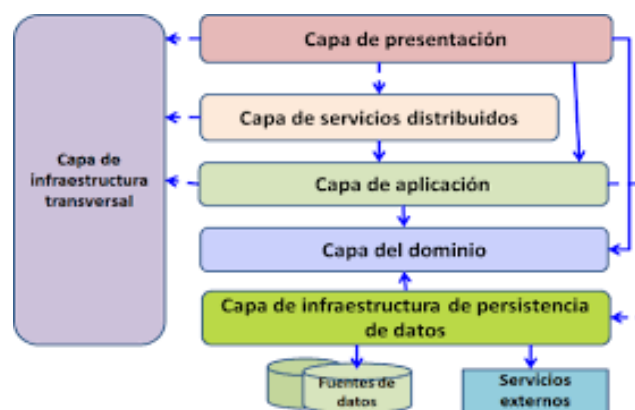 Capa de presentación
Capa de servicios distribuidos
Capa de
infraestructura
transversal
Capa de aplicación
Capa del dominio
Capa de infraestructura de persistencia
de datos
Fuentes de
datos
Servicios
externos